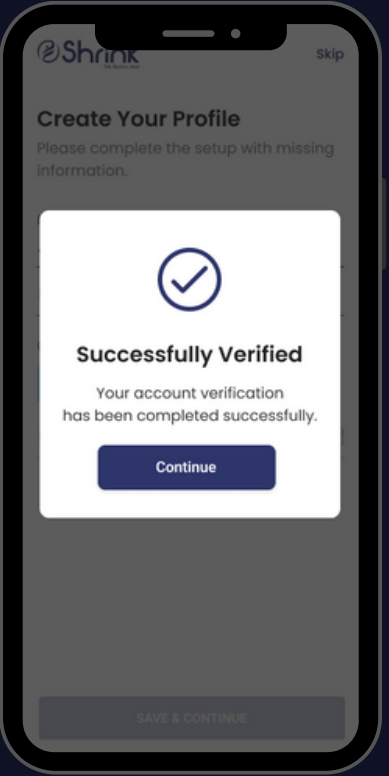 Shrink
Skip
Create Your Profile
Please complete the setup with missing
information.
Successfully Verified
Your account verification
has been completed successfully.
Continue
SAVE & CONTINUE